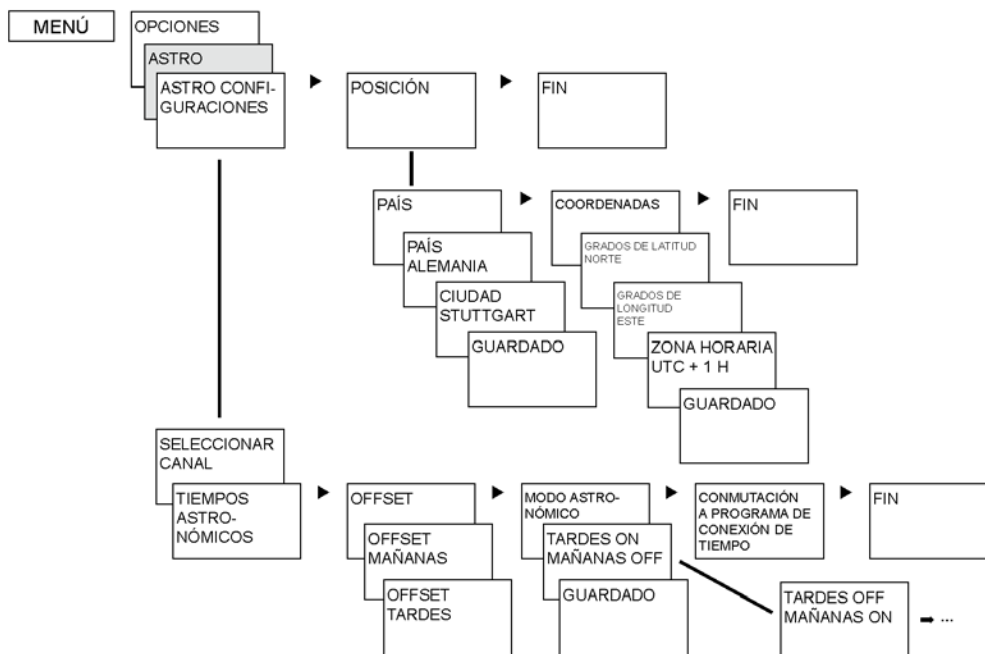 MENÚ
OPCIONES
ASTRO
ASTRO CONFI-
GURACIONES
POSICIÓN
FIN
PAÍS
PAÍS
ALEMANIA
CIUDAD
STUTTGART
GUARDADO
COORDENADAS
GRADOS DE LATITUD
NORTE
GRADOS DE
LONGITUD
ESTE
ZONA HORARIA
UTC + 1 H
GUARDADO
FIN
SELECCIONAR
CANAL
TIEMPOS
ASTRO-
NÓMICOS
OFFSET
OFFSET
MAÑANAS
OFFSET
TARDES
MODO ASTRO-
NÓMICO
TARDES ON
MAÑANAS OFF
GUARDADO
CONMUTACIÓN
A PROGRAMA DE
CONEXIÓN DE
TIEMPO
FIN
TARDES OFF
MAÑANAS ON
➡ ...